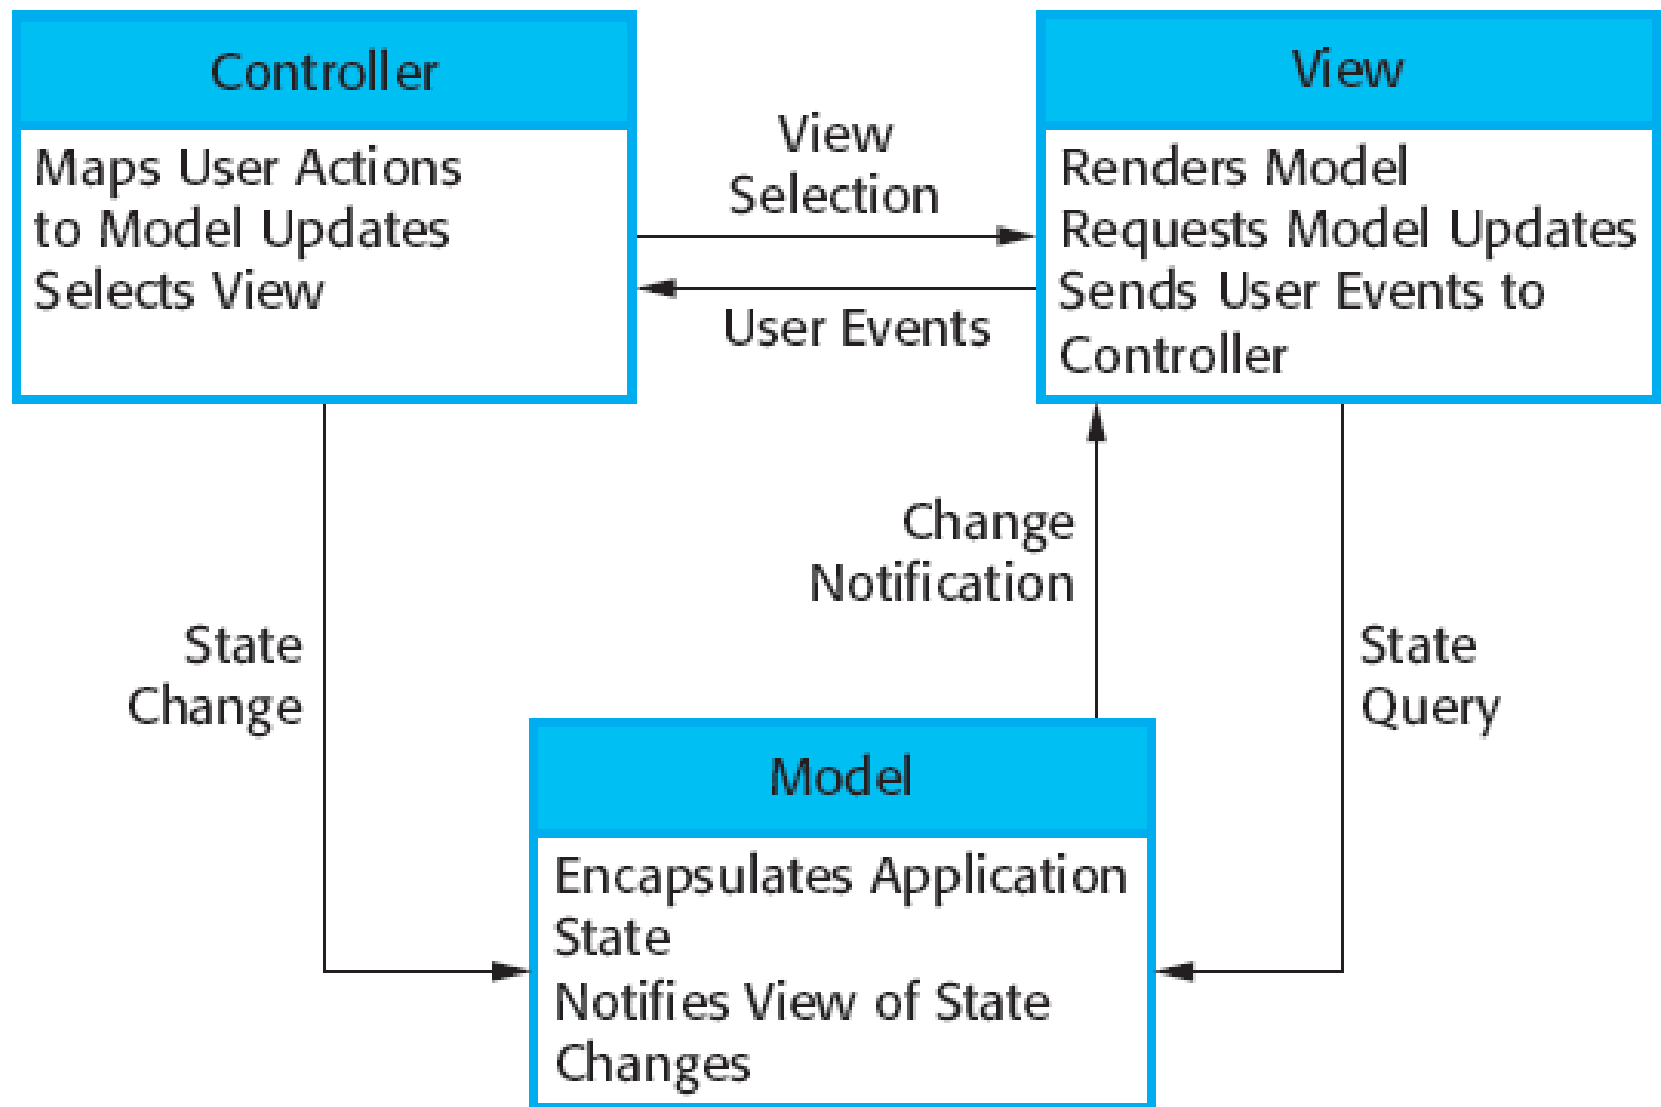 Controller
Maps User Actions
to Model Updates
Selects View
View
Selection
User Events
View
Renders Model
Requests Model Updates
Sends User Events to
Controller
State
Change
Change
Notification
State
Query
Model
Encapsulates Application
State
Notifies View of State
Changes